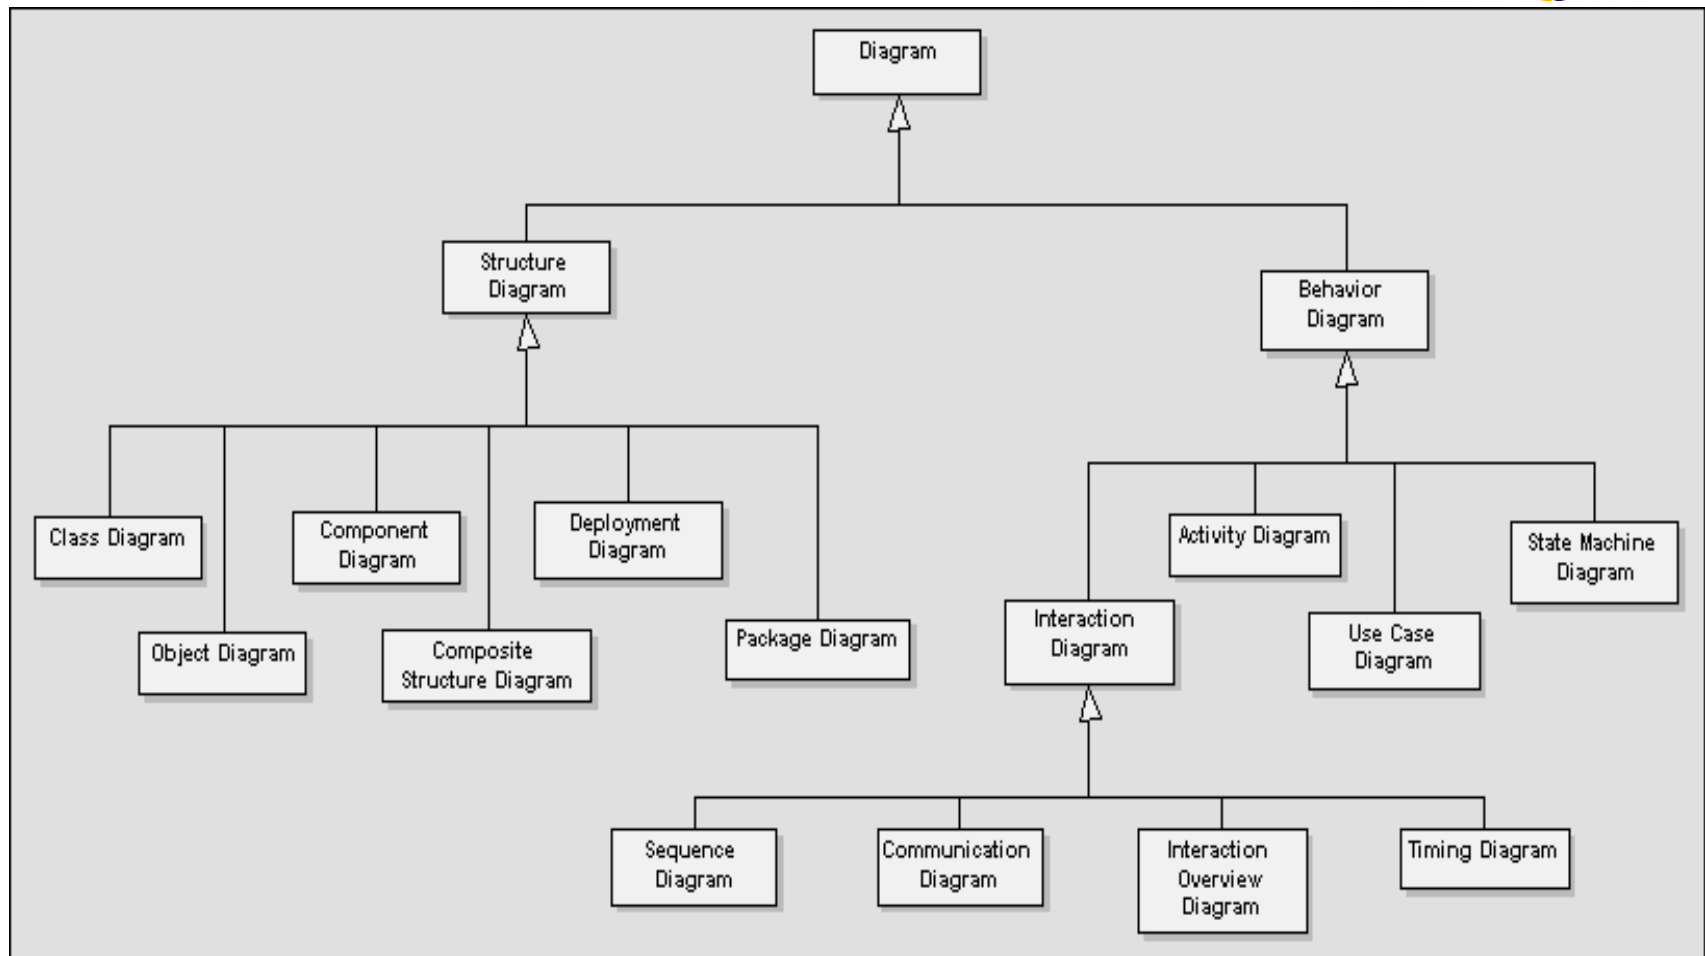 Diagram
Structure
Diagram
Behavior
Diagram
Class Diagram
Component
Diagram
Deployment
Diagram
Activity Diagram
State Machine
Diagram
Object Diagram
Composite
Structure Diagram
Package Diagram
Interaction
Diagram
Use Case
Diagram
Sequence
Diagram
Communication
Diagram
Interaction
Overview
Diagram
Timing Diagram